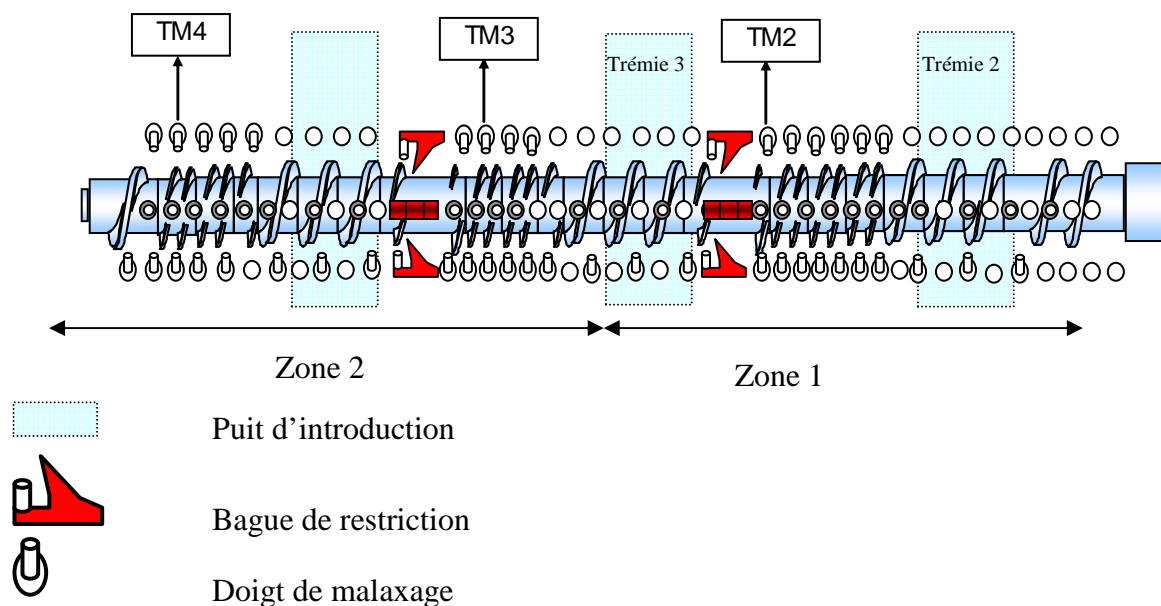 TM4
TM3
TM2
Trémie 3
Trémie 2
Zone 2
Zone 1
Puit d'introduction
Bague de restriction
Doigt de malaxage